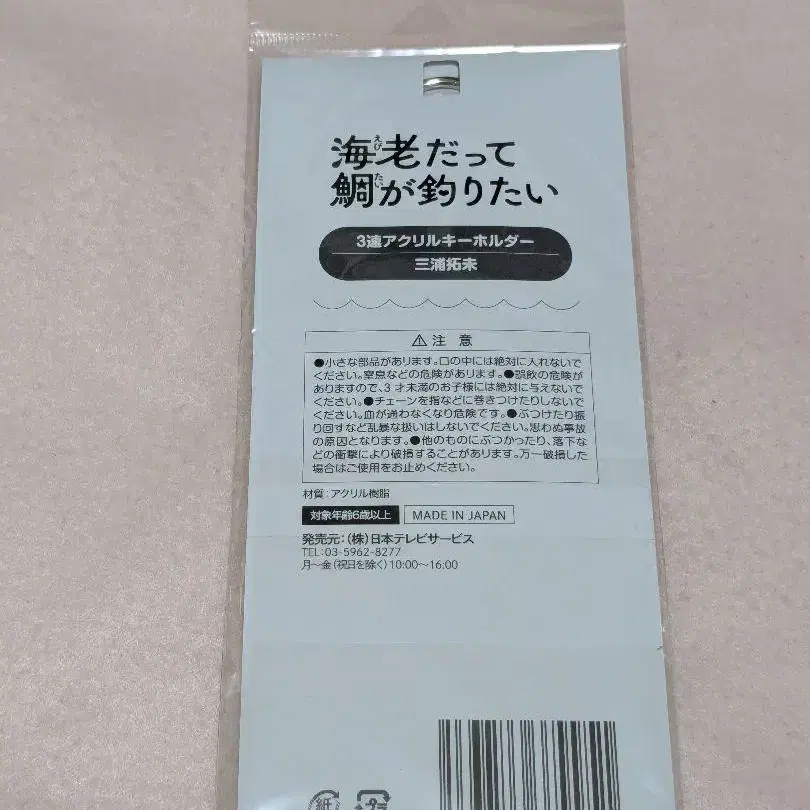 海老だって
鯛が釣りたい
3連アクリルキーホルダー
三浦拓未
⚠注 意
●小さな部品があります。口の中には絶対に入れないで
ください。窒息などの危険があります。●誤飲の危険が
ありますので、3才未満のお子様には絶対に与えないで
ください。●チェーンを指などに巻きつけたりしないで
ください。血が通わなくなり危険です。●ぶつけたり振
り回すなど乱暴な扱いはしないでください。思わぬ事故
の原因となります。●他のものにぶつかったり、落下な
どの衝撃により破損することがあります。万一破損した
場合はご使用をお止めください。
材質：アクリル樹脂
対象年齢6歳以上 MADE IN JAPAN
発売元：(株)日本テレビサービス
TEL：03-5962-8277
月〜金（祝日を除く）10:00〜16:00
紙 プラ